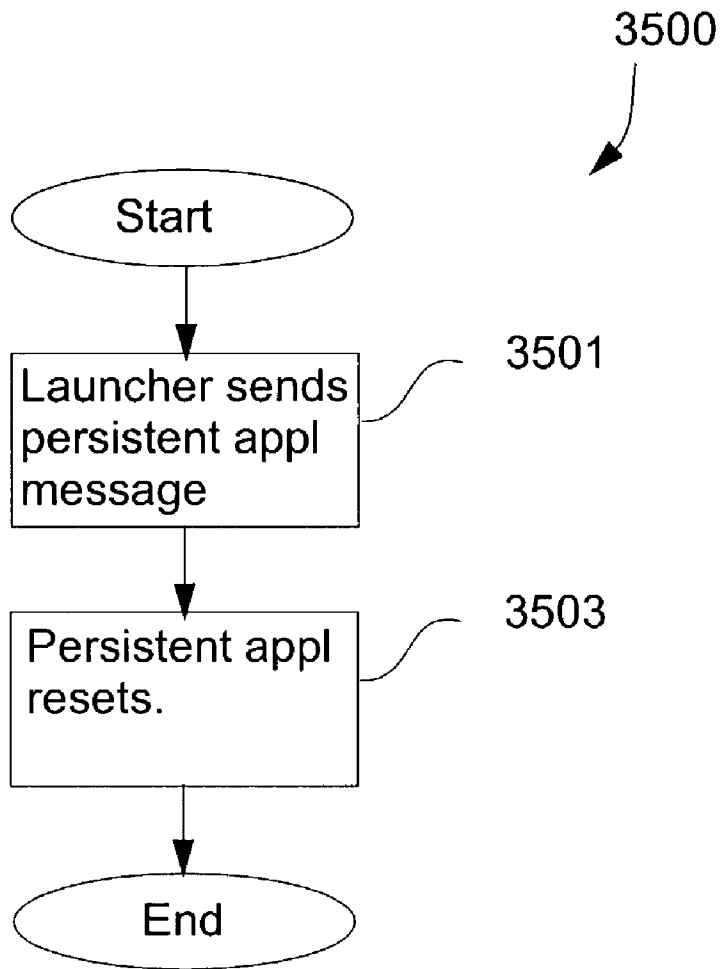 3500
Start
Launcher sends
persistent appl
message
3501
Persistent appl
resets.
3503
End